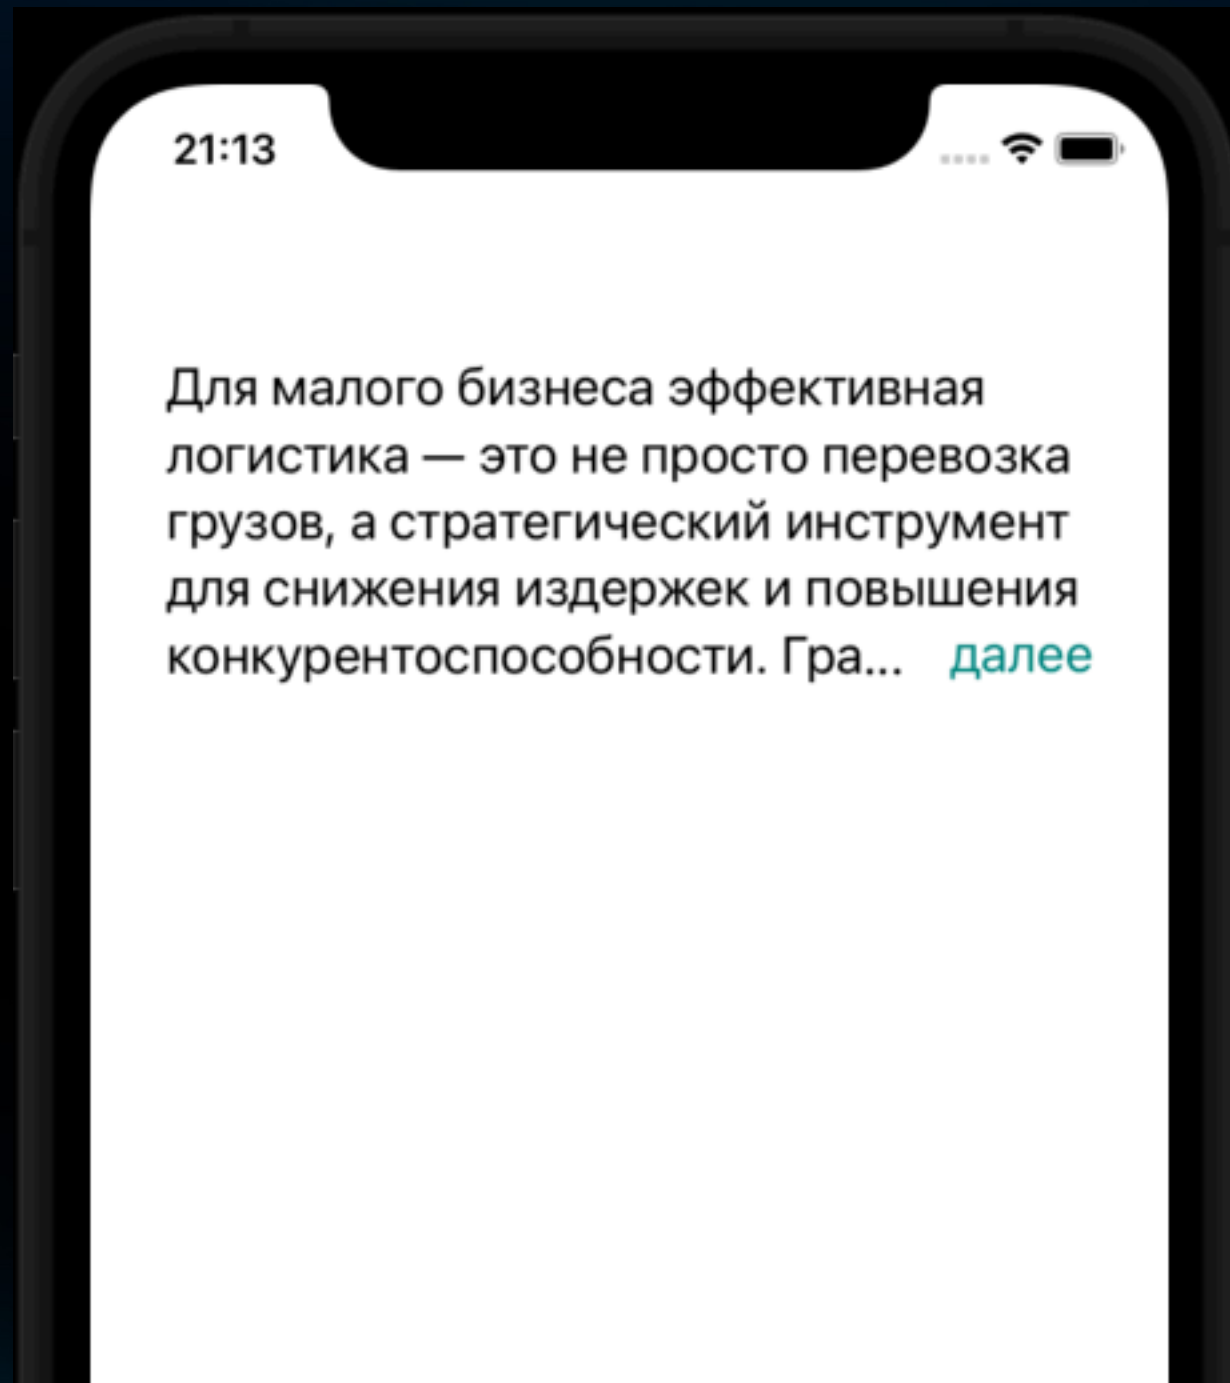 21:13
Для малого бизнеса эффективная
логистика — это не просто перевозка
грузов, а стратегический инструмент
для снижения издержек и повышения
конкурентоспособности. Гра... далее